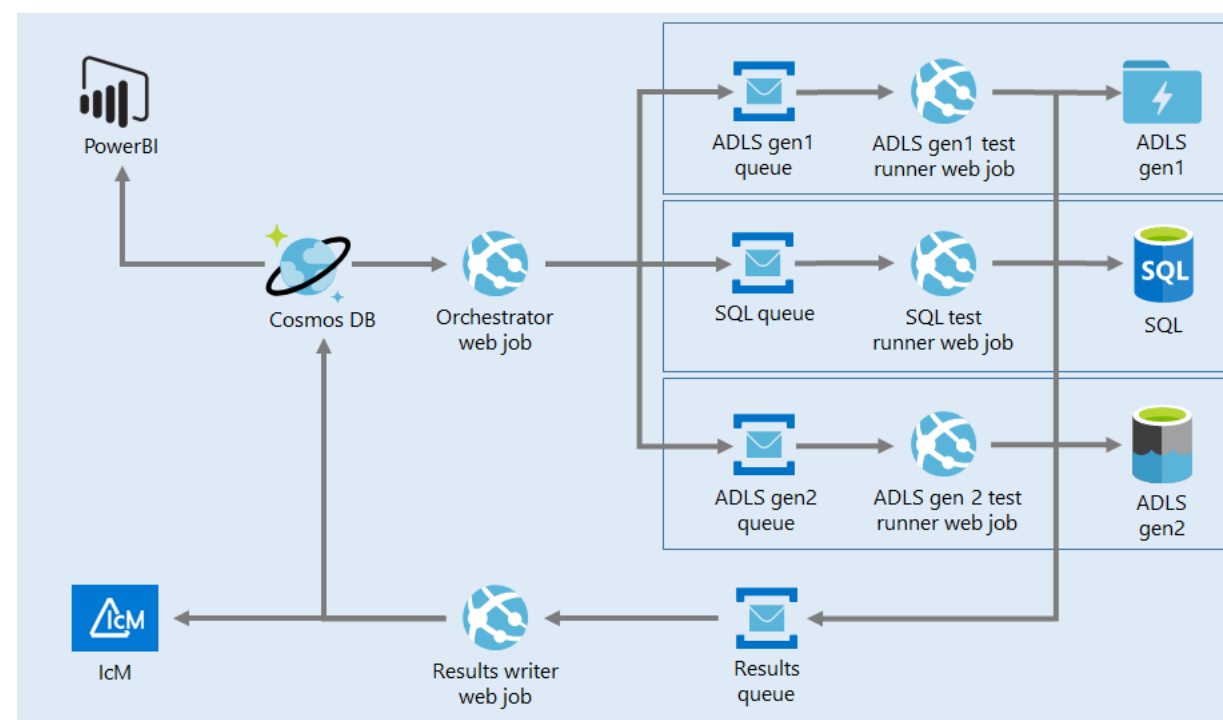 PowerBI
ADLS gen1
queue
ADLS gen1 test
runner web job
ADLS
gen1
Cosmos DB
Orchestrator
web job
SQL queue
SQL test
runner web job
SQL
SQL
ADLS gen2
queue
ADLS gen 2 test
runner web job
ADLS
gen2
IcM
IcM
Results writer
web job
Results
queue